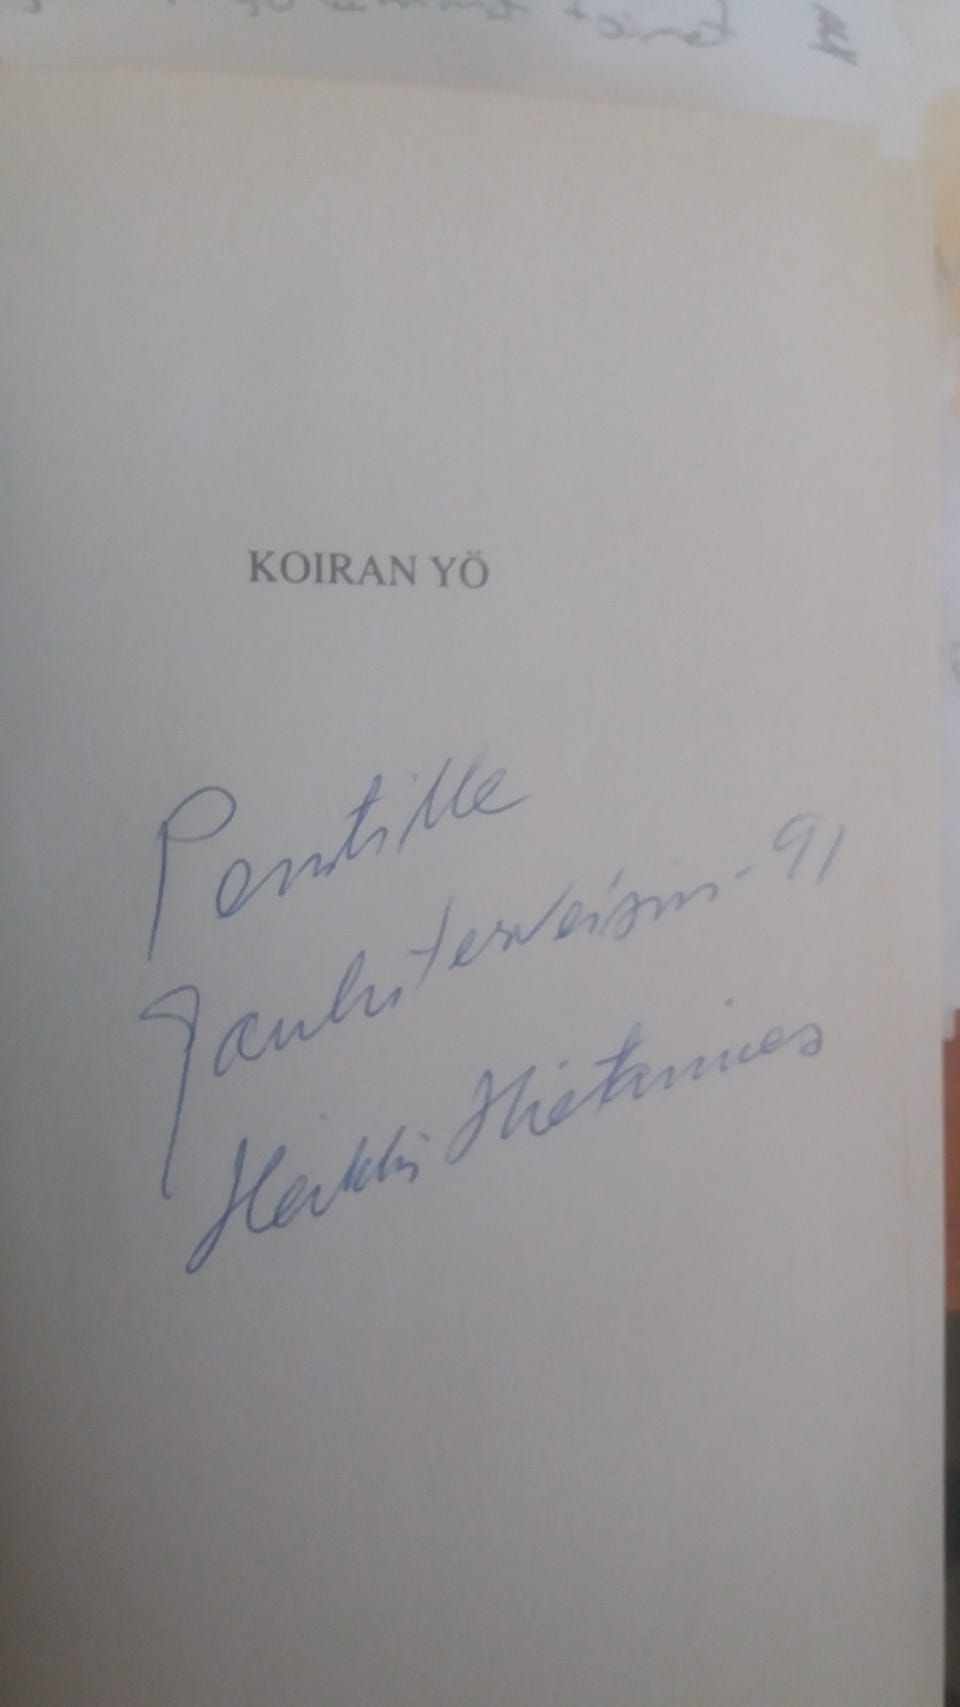 KOIRAN YÖ
Pentille
Jouluterveisin -91
Heikki Hietamies